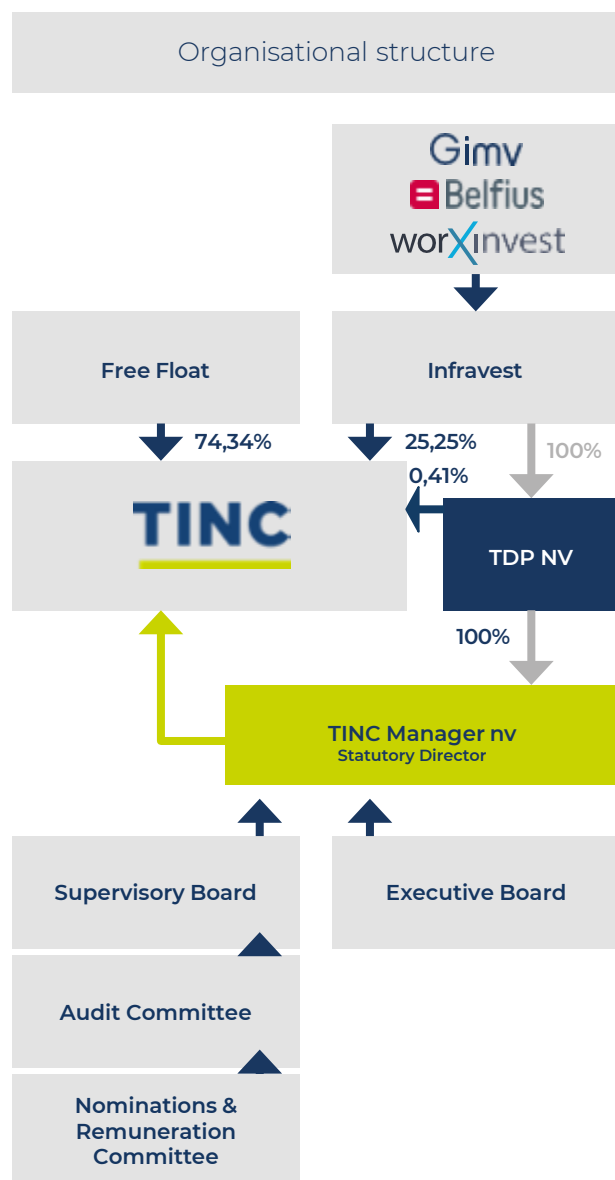 Organisational structure
Gimv
Belfius
worXinvest
Free Float
Infravest
74,34%
25,25%
100%
0,41%
TINC
TDP NV
100%
TINC Manager nv
Statutory Director
Supervisory Board
Executive Board
Audit Committee
Nominations &
Remuneration
Committee